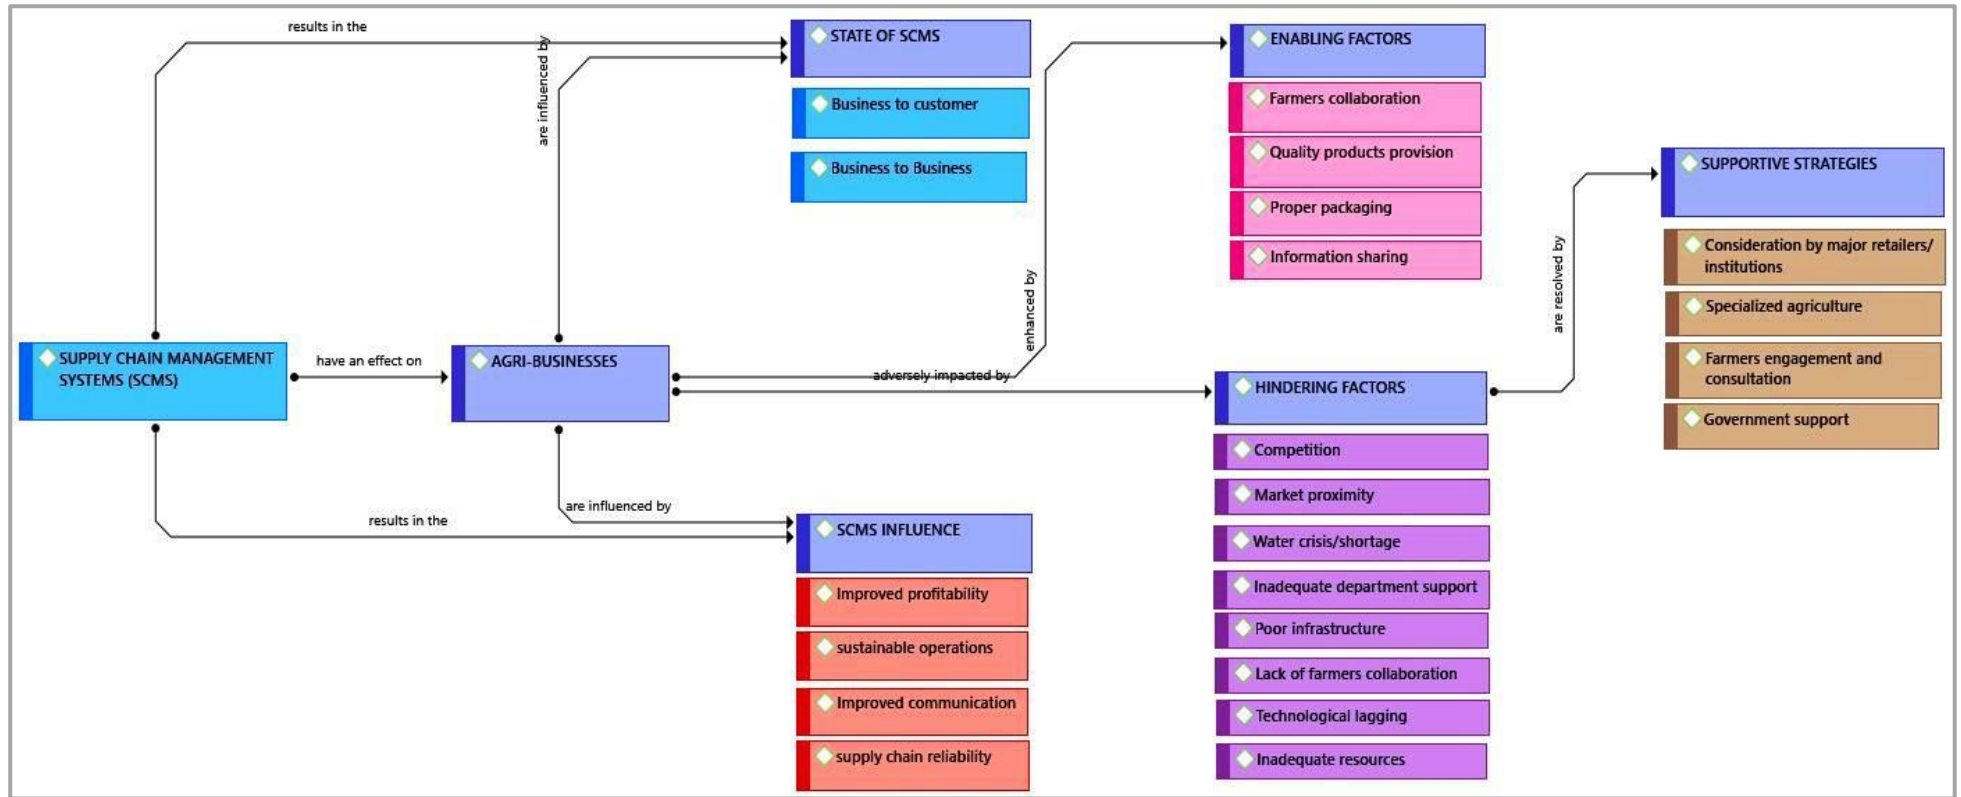 results in the
are influenced by
STATE OF SCMS
Business to customer
Business to Business
ENABLING FACTORS
Farmers collaboration
Quality products provision
Proper packaging
Information sharing
SUPPORTIVE STRATEGIES
Consideration by major retailers/
institutions
Specialized agriculture
Farmers engagement and
consultation
Government support
enhanced by
are resolved by
SUPPLY CHAIN MANAGEMENT
SYSTEMS (SCMS)
have an effect on
AGRI-BUSINESSES
adversely impacted by
HINDERING FACTORS
Competition
Market proximity
Water crisis/shortage
Inadequate department support
Poor infrastructure
Lack of farmers collaboration
Technological lagging
Inadequate resources
are influenced by
results in the
SCMS INFLUENCE
Improved profitability
sustainable operations
Improved communication
supply chain reliability